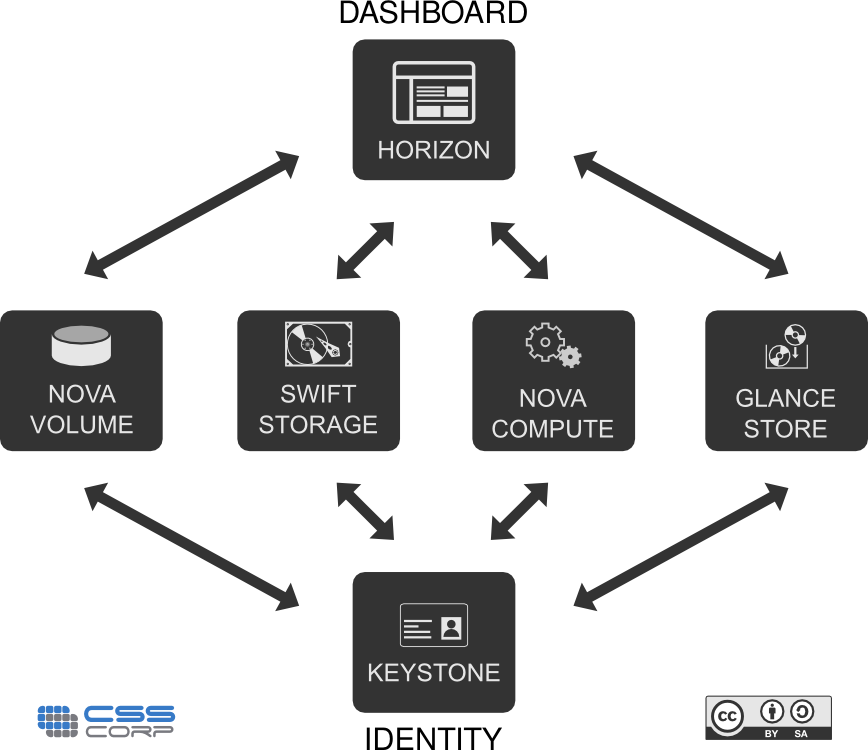 DASHBOARD
HORIZON
NOVA
VOLUME
SWIFT
STORAGE
NOVA
COMPUTE
GLANCE
STORE
KEYSTONE
IDENTITY
CSS
CORP
cc
BY SA